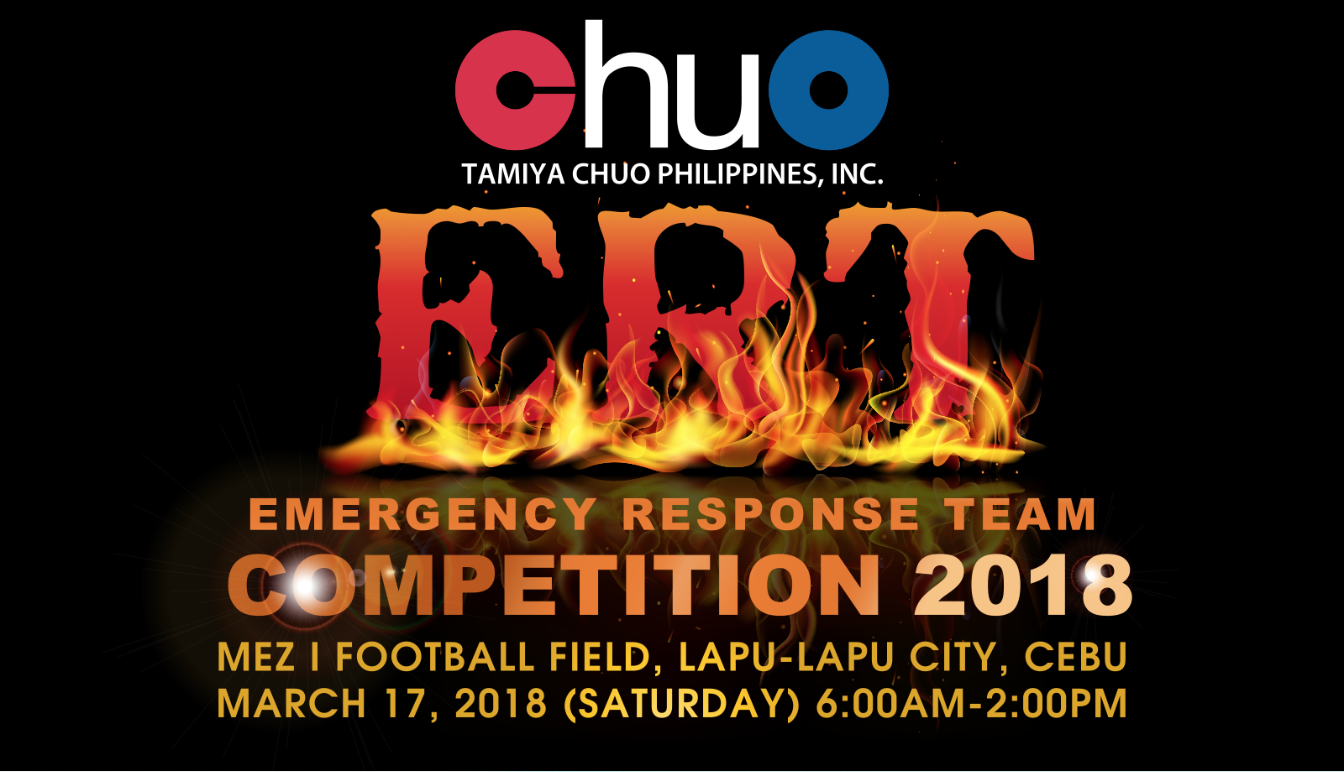 chuo
TAMIYA CHUO PHILIPPINES, INC.
ERT
EMERGENCY RESPONSE TEAM
COMPETITION 2018
MEZ I FOOTBALL FIELD, LAPU-LAPU CITY, CEBU
MARCH 17, 2018 (SATURDAY) 6:00AM-2:00PM